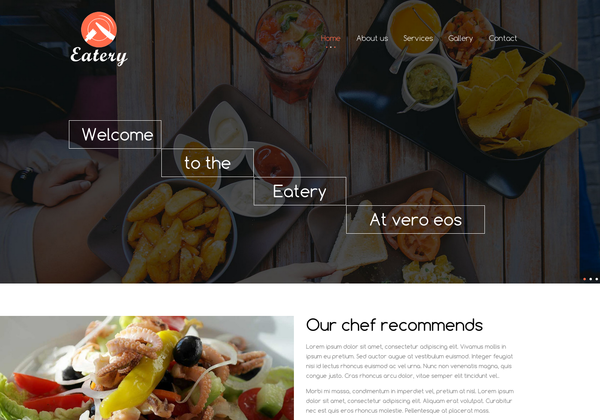 Eatery
Home About us Services Gallery Contact
Welcome
to the
Eatery
At vero eos
Our chef recommends
Lorem ipsum dolor sit amet, consectetur adipiscing elit. Vivamus mollis in
ipsum eu pretium. Sed auctor augue at vestibulum euismod. Integer feugiat
nisi id lectus rhoncus euismod ac vel urna. Nunc non venenatis magna, quis
congue justo. Cras rhoncus arcu dolor, vitae semper elit tincidunt vel.
Morbi mi massa, condimentum in imperdiet vel, pretium at nisl. Lorem ipsum
dolor sit amet, consectetur adipiscing elit. Aliquam erat volutpat. Curabitur
nec est quis eros rhoncus molestie. Pellentesque at placerat massa.